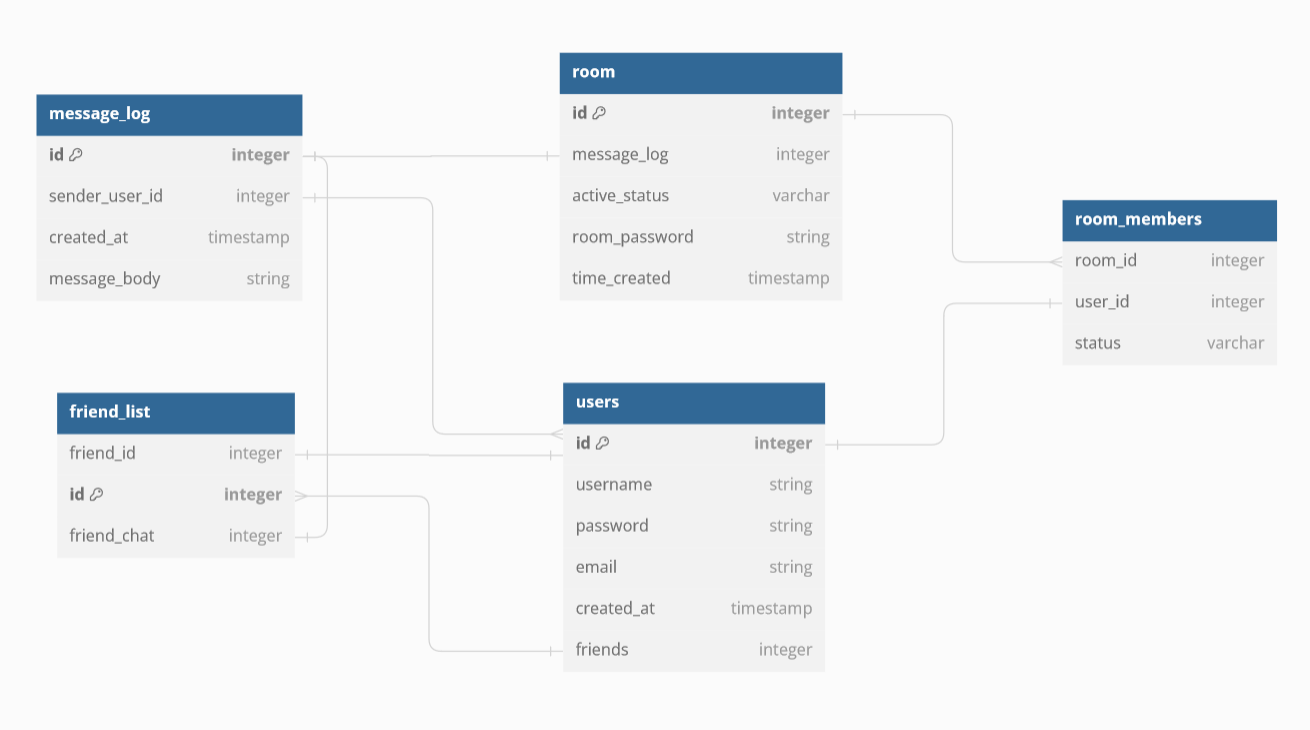 message_log
id integer
sender_user_id integer
created_at timestamp
message_body string
room
id integer
message_log integer
active_status varchar
room_password string
time_created timestamp
room_members
room_id integer
user_id integer
status varchar
friend_list
friend_id integer
id integer
friend_chat integer
users
id integer
username string
password string
email string
created_at timestamp
friends integer